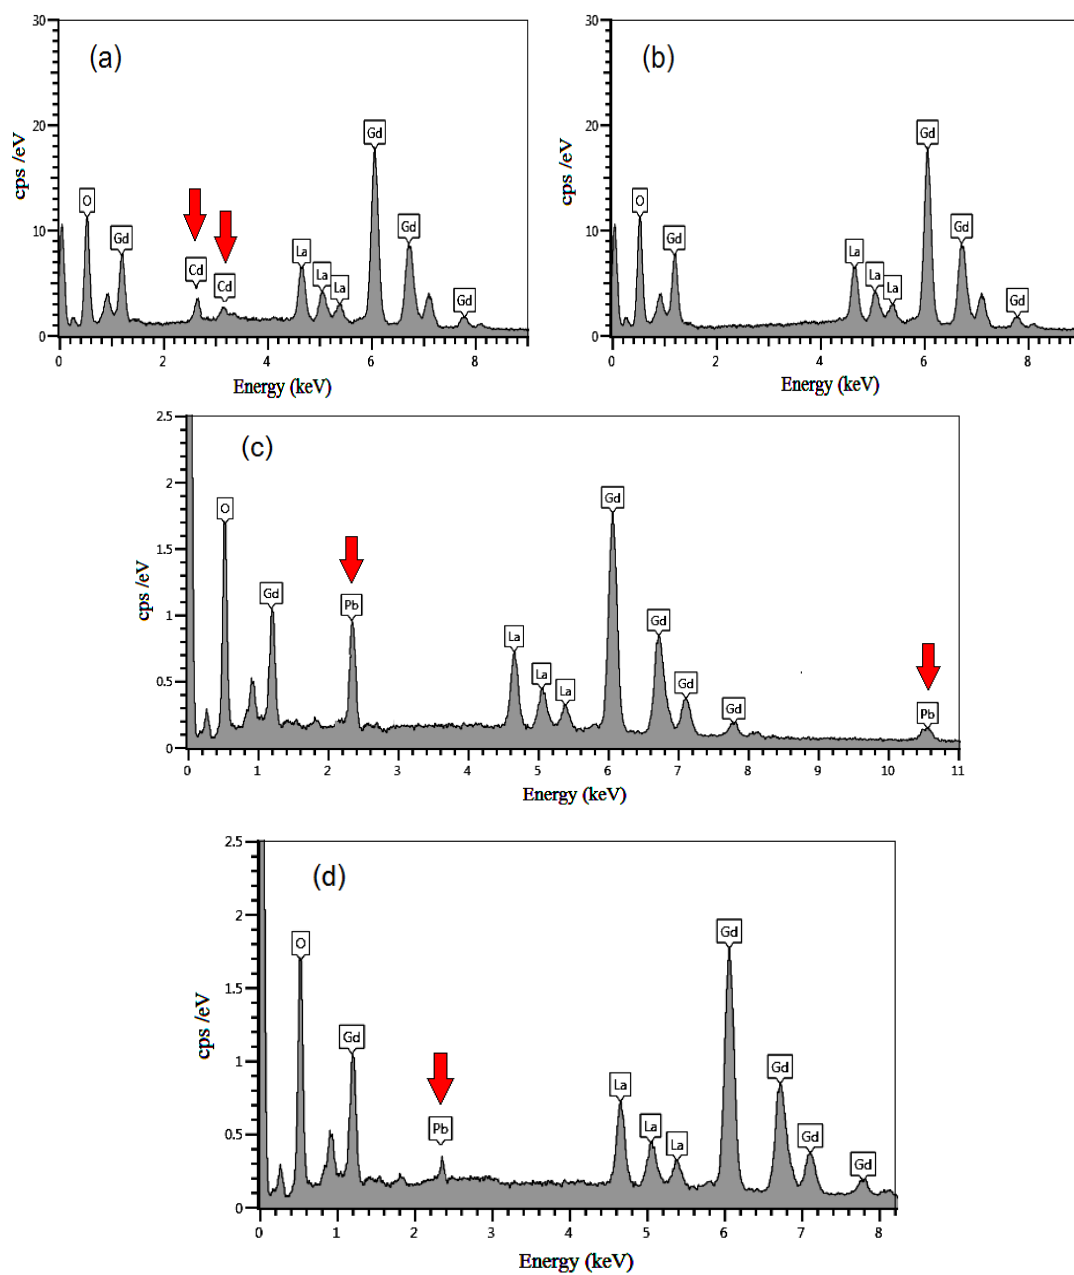 (a)
30
20
10
0
cps /eV
O
Gd
Cd
Cd
La
La
La
Gd
Gd
Gd
0 2 4 6 8
Energy (keV)
(b)
30
20
10
0
cps /eV
O
Gd
La
La
La
Gd
Gd
Gd
0 2 4 6 8
Energy (keV)
(c)
2.5
2
1.5
1
0.5
0
cps /eV
O
Gd
Pb
La
La
La
Gd
Gd
Gd
Gd
Pb
0 1 2 3 4 5 6 7 8 9 10 11
Energy (keV)
(d)
2.5
2
1.5
1
0.5
0
cps /eV
O
Gd
Pb
La
La
La
Gd
Gd
Gd
Gd
0 1 2 3 4 5 6 7 8
Energy (keV)